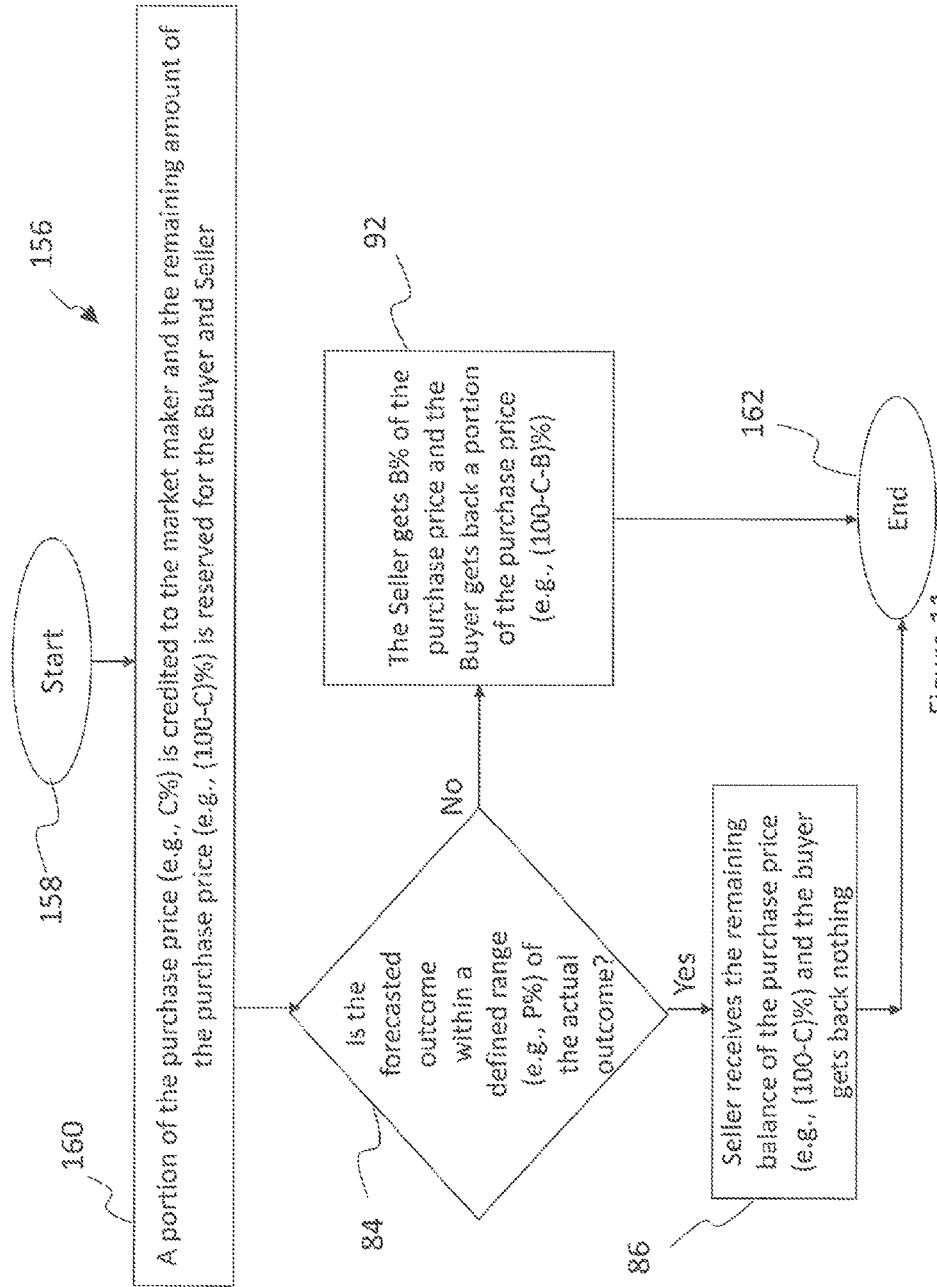 156
Start
158
160
A portion of the purchase price (e.g., C%) is credited to the market maker and the remaining amount of
the purchase price (e.g., (100-C)%) is reserved for the Buyer and Seller
84
Is the
forecasted
outcome
within a
defined range
(e.g., P%) of
the actual
outcome?
No
92
The Seller gets B% of the
purchase price and the
Buyer gets back a portion
of the purchase price
(e.g., (100-C-B)%)
Yes
86
Seller receives the remaining
balance of the purchase price
(e.g., (100-C)%) and the buyer
gets back nothing
162
End
Figure